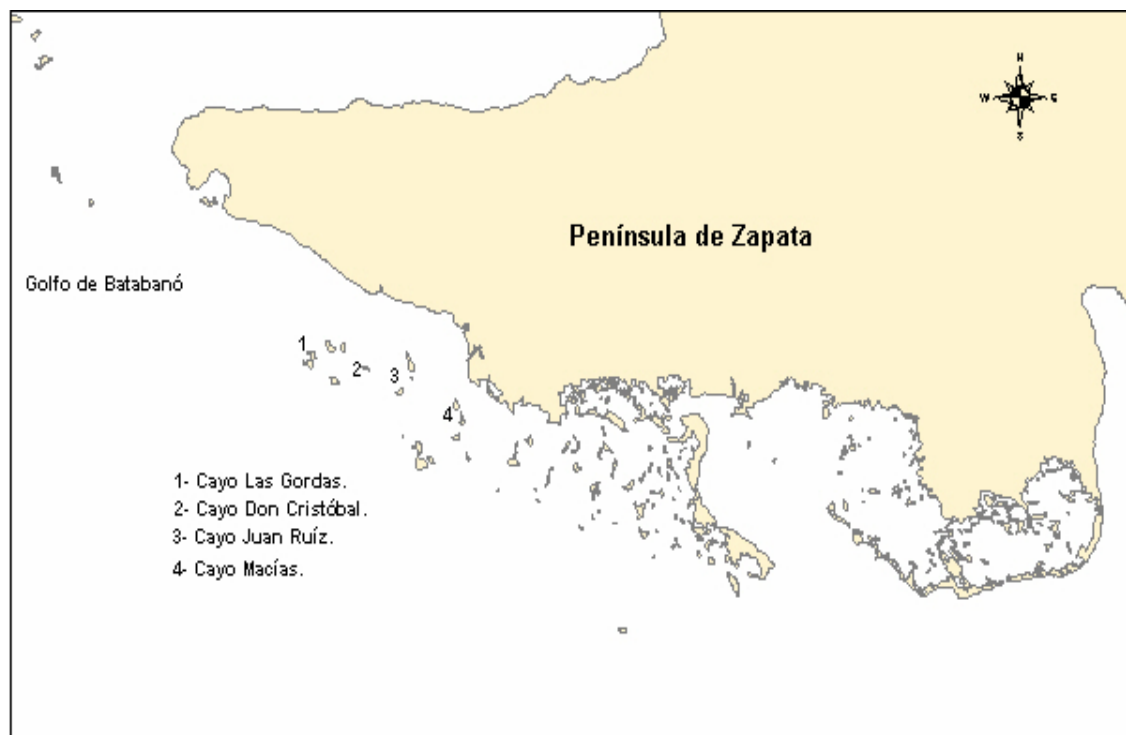 N
W E
S
Península de Zapata
Golfo de Batabanó
1
2
3
4
1- Cayo Las Gordas.
2- Cayo Don Cristóbal.
3- Cayo Juan Ruíz.
4- Cayo Macías.